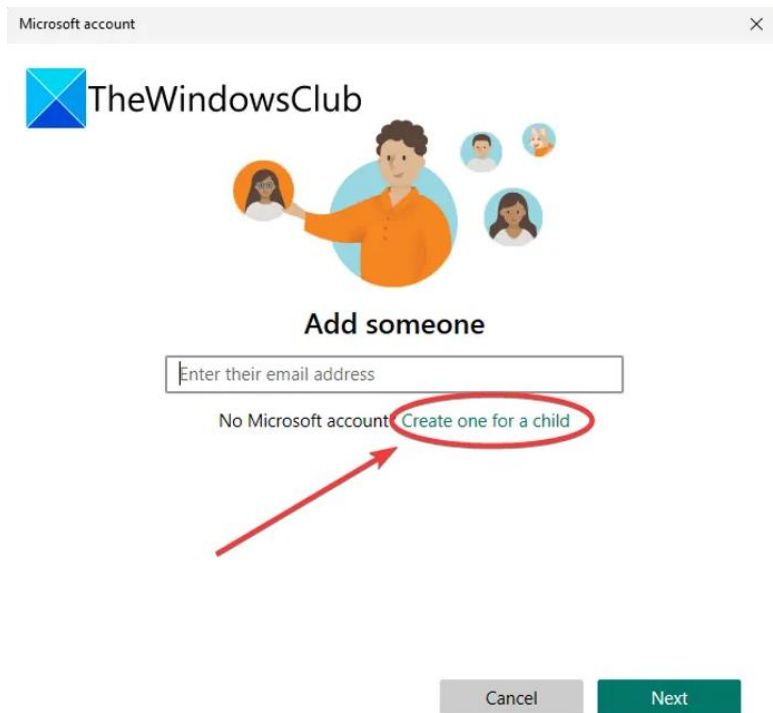 Microsoft account
TheWindowsClub
Add someone
Enter their email address
No Microsoft account? Create one for a child
Cancel
Next